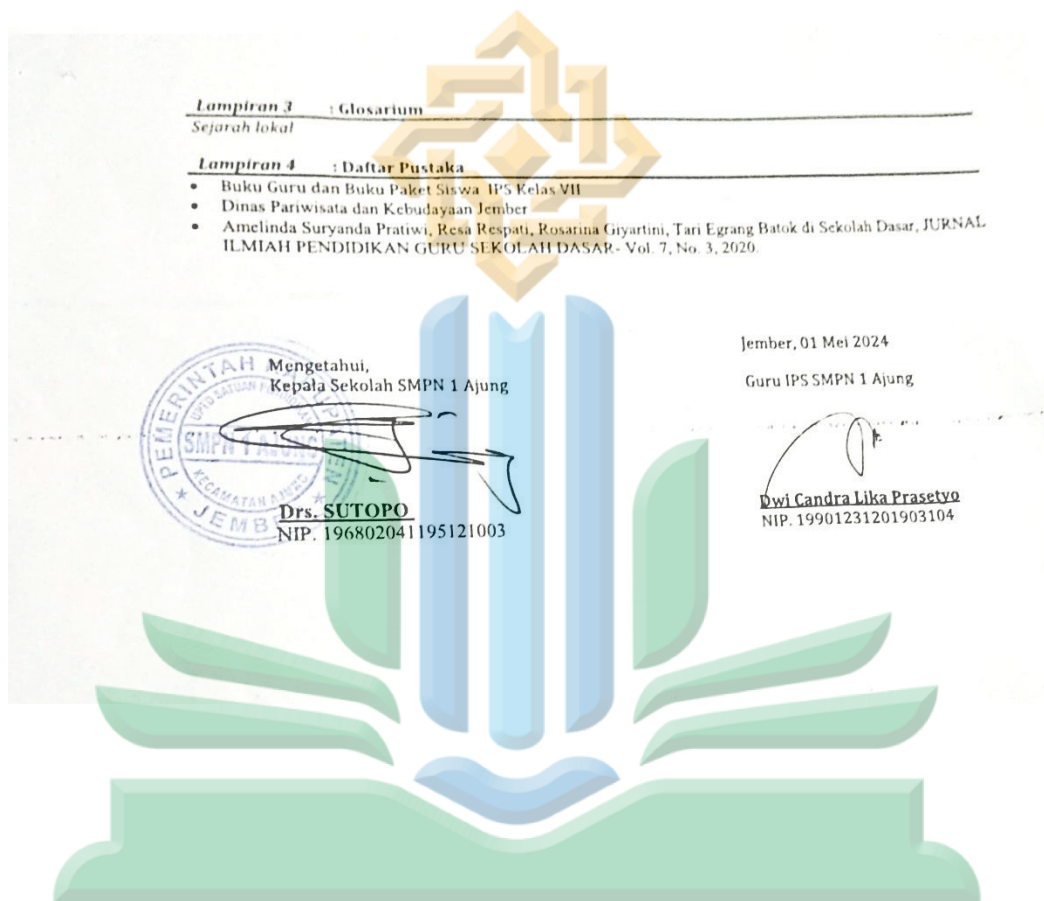 Lampiran 3 : Glosarium
Sejarah lokal
Lampiran 4 : Daftar Pustaka
• Buku Guru dan Buku Paket Siswa IPS Kelas VII
• Dinas Pariwisata dan Kebudayaan Jember
• Amelinda Suryanda Pratiwi, Resa Respati, Rosarina Giyartini, Tari Egrang Batok di Sekolah Dasar, JURNAL
ILMIAH PENDIDIKAN GURU SEKOLAH DASAR- Vol. 7, No. 3, 2020.
Jember, 01 Mei 2024
Mengetahui,
Kepala Sekolah SMPN 1 Ajung
Guru IPS SMPN 1 Ajung
PEMERINTAH
SATUAN
SMPN 1 AJUNG
KECAMATAN AJUNG
JEMBER
Drs. SUTOPO
NIP. 196802041195121003
Dwi Candra Lika Prasetyo
NIP. 19901231201903104